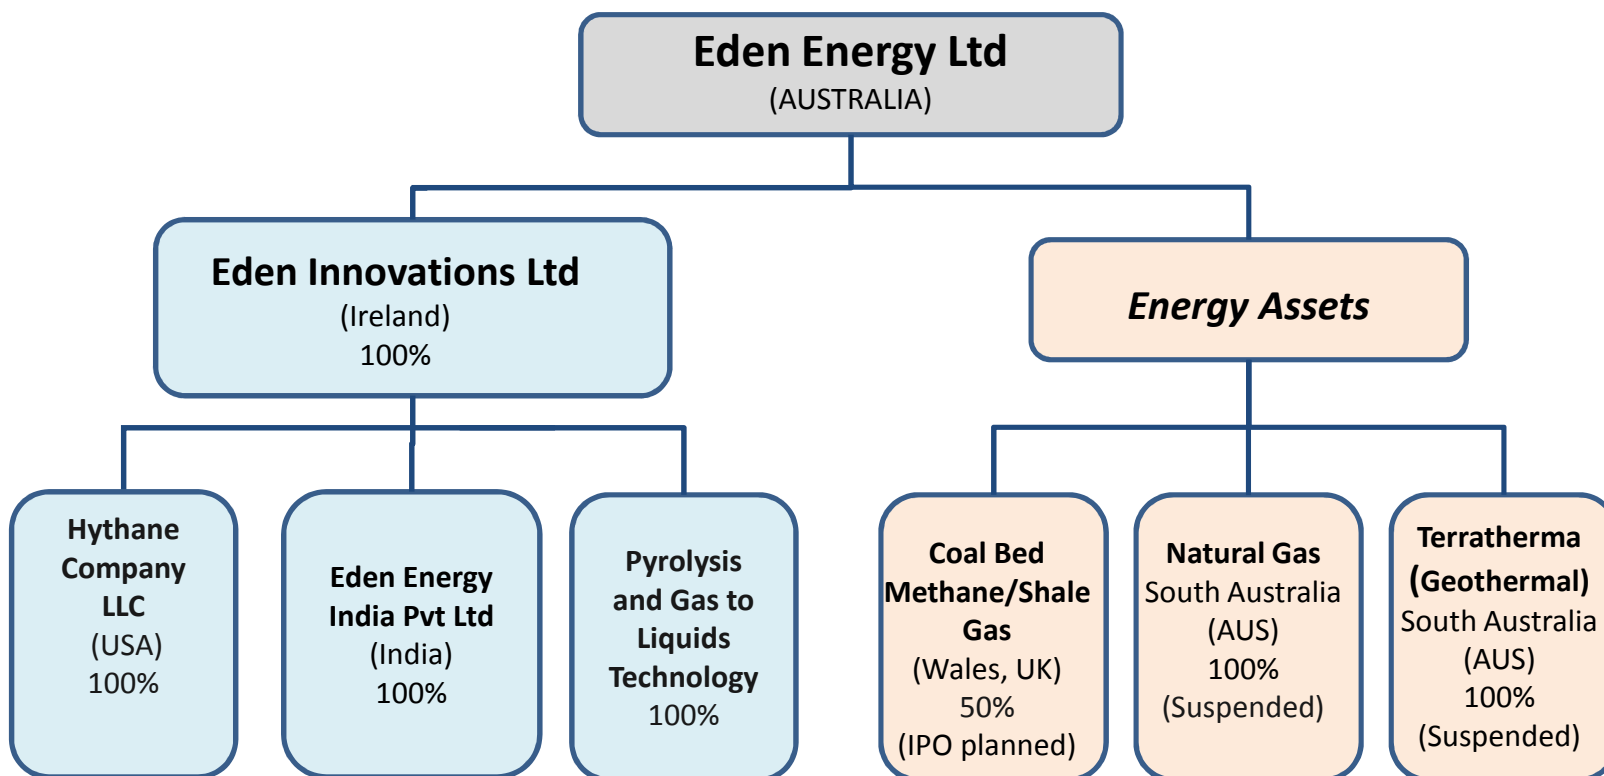 Eden Energy Ltd
(AUSTRALIA)
Eden Innovations Ltd
(Ireland)
100%
Energy Assets
Hythane
Company
LLC
(USA)
100%
Eden Energy
India Pvt Ltd
(India)
100%
Pyrolysis
and Gas to
Liquids
Technology
100%
Coal Bed
Methane/Shale
Gas
(Wales, UK)
50%
(IPO planned)
Natural Gas
South Australia
(AUS)
100%
(Suspended)
Terratherma
(Geothermal)
South Australia
(AUS)
100%
(Suspended)